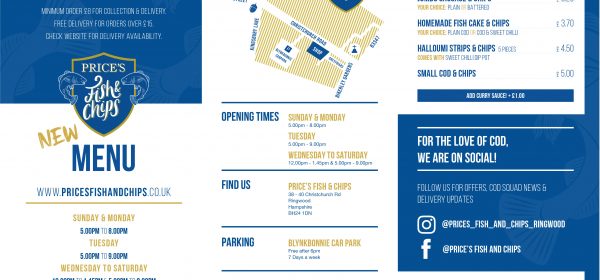 MINIMUM ORDER £13 FOR COLLECTION & DELIVERY.
FREE DELIVERY FOR ORDERS OVER £15.
CHECK WEBSITE FOR DELIVERY AVAILABILITY.
PRICE'S
Fish &
Chips
NEW
MENU
WWW.PRICESFISHANDCHIPS.CO.UK
SUNDAY & MONDAY
5.00PM TO 8.00PM
TUESDAY
5.00PM TO 9.00PM
WEDNESDAY TO SATURDAY
KINGSBURY LANE
CHRISTCHURCH ROAD
SHOP
BICKERLEY GARDENS
OPENING TIMES
SUNDAY & MONDAY
5.00pm - 8.00pm
TUESDAY
5.00pm - 9.00pm
WEDNESDAY TO SATURDAY
12.00pm - 1.45pm & 5.00pm - 9.00pm
FIND US
PRICE'S FISH & CHIPS
36 - 38 Christchurch Rd
Ringwood
Hampshire
BH24 1DN
PARKING
BLYNKBONNIE CAR PARK
Free after 6pm
7 Days a week
YOUR CHOICE: PLAIN OR BATTERED
HOMEMADE FISH CAKE & CHIPS £ 3.70
YOUR CHOICE: PLAIN COD OR COD & SWEET CHILLI
HALLOUMI STRIPS & CHIPS 5 PIECES £ 4.50
COMES WITH SWEET CHILLI DIP POT
SMALL COD & CHIPS £ 5.00
ADD CURRY SAUCE! + £1.00
FOR THE LOVE OF COD,
WE ARE ON SOCIAL!
FOLLOW US FOR OFFERS, COD SQUAD NEWS &
DELIVERY UPDATES
@PRICES_FISH_AND_CHIPS_RINGWOOD
@PRICE'S FISH AND CHIPS